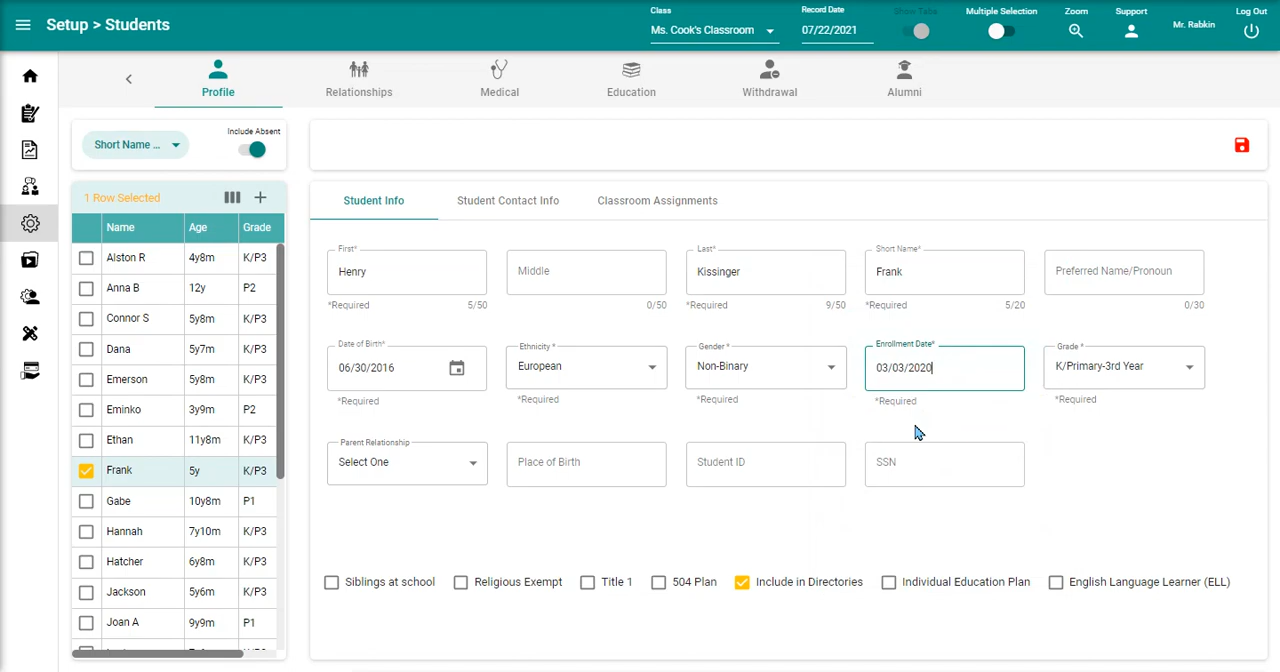 Setup > Students
Class
Ms. Cook's Classroom
Record Date
07/22/2021
Show Tabs
Multiple Selection
Zoom
Support
Mr. Rabkin
Log Out
Profile
Relationships
Medical
Education
Withdrawal
Alumni
Short Name ...
Include Absent
1 Row Selected
Name Age Grade
Alston R 4y8m K/P3
Anna B 12y P2
Connor S 5y8m K/P3
Dana 5y7m K/P3
Emerson 5y8m K/P3
Eminko 3y9m P2
Ethan 11y8m K/P3
Frank 5y K/P3
Gabe 10y8m P1
Hannah 7y10m K/P3
Hatcher 6y8m K/P3
Jackson 5y6m K/P3
Joan A 9y9m P1
Student Info
Student Contact Info
Classroom Assignments
First*
Henry
*Required 5/50
Middle
0/50
Last*
Kissinger
*Required 9/50
Short Name*
Frank
*Required 5/20
Preferred Name/Pronoun
0/30
Date of Birth*
06/30/2016
*Required
Ethnicity *
European
*Required
Gender *
Non-Binary
*Required
Enrollment Date*
03/03/2020
*Required
Grade *
K/Primary-3rd Year
*Required
Parent Relationship
Select One
Place of Birth
Student ID
SSN
Siblings at school
Religious Exempt
Title 1
504 Plan
Include in Directories
Individual Education Plan
English Language Learner (ELL)